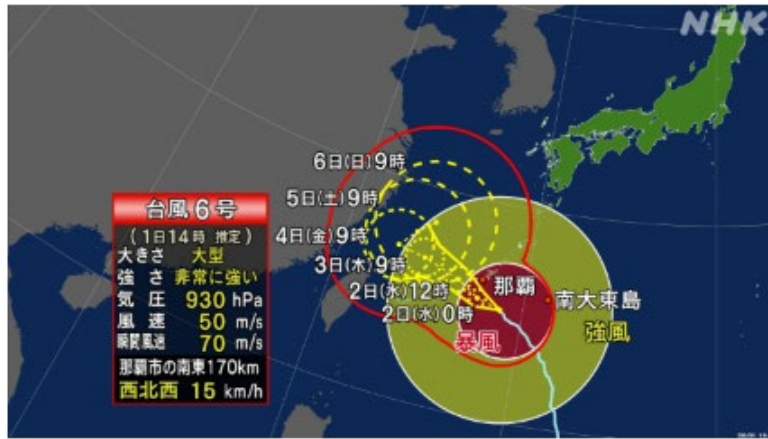 NHK
6日(日)9時
5日(土)9時
4日(金)9時
3日(木)9時
2日(水)12時
2日(水)0時
台風6号
(1日14時 推定)
大きさ 大型
強さ 非常に強い
気圧 930 hPa
風速 50 m/s
瞬間風速 70 m/s
那覇市の南東170km
西北西 15 km/h
那覇
南大東島
強風
暴風